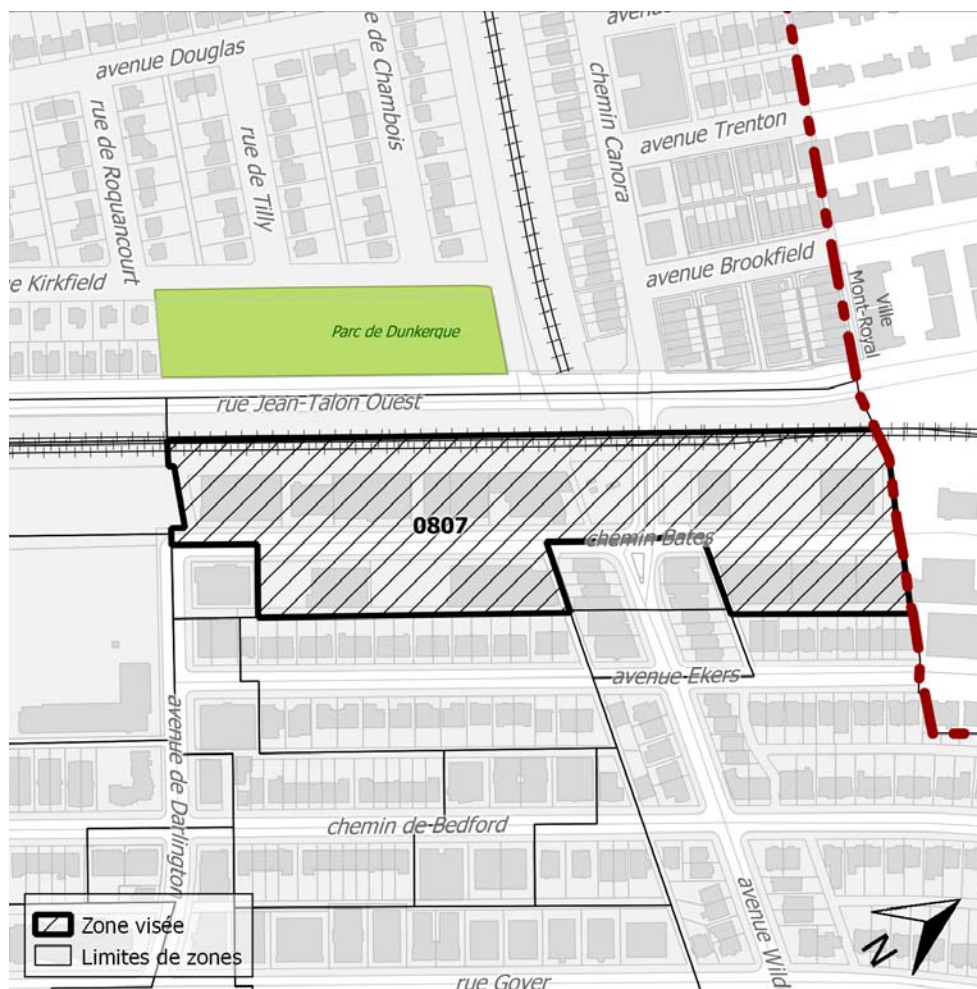 avenue
avenue Douglas
e de Chambois
chemin Canora
avenue Trenton
rue de Roquancourt
rue de Tilly
avenue Brookfield
e Kirkfield
Ville
Mont-Royal
Parc de Dunkerque
rue Jean-Talon Ouest
0807
chemin Bates
avenue Ekers
avenue de Darlington
chemin de Bedford
avenue Wild
Zone visée
Limites de zones
N
rue Goyer